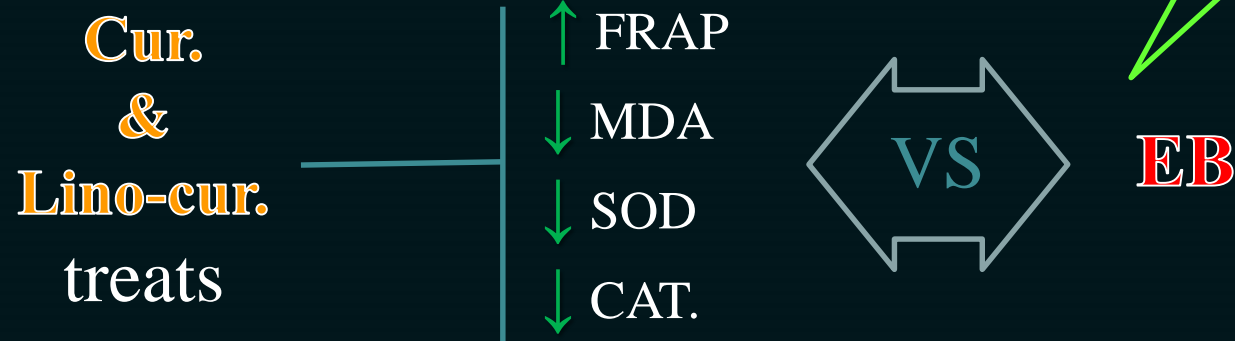 Cur.
&
Lino-cur.
treats
↑ FRAP
↓ MDA
↓ SOD
↓ CAT.
VS
EB